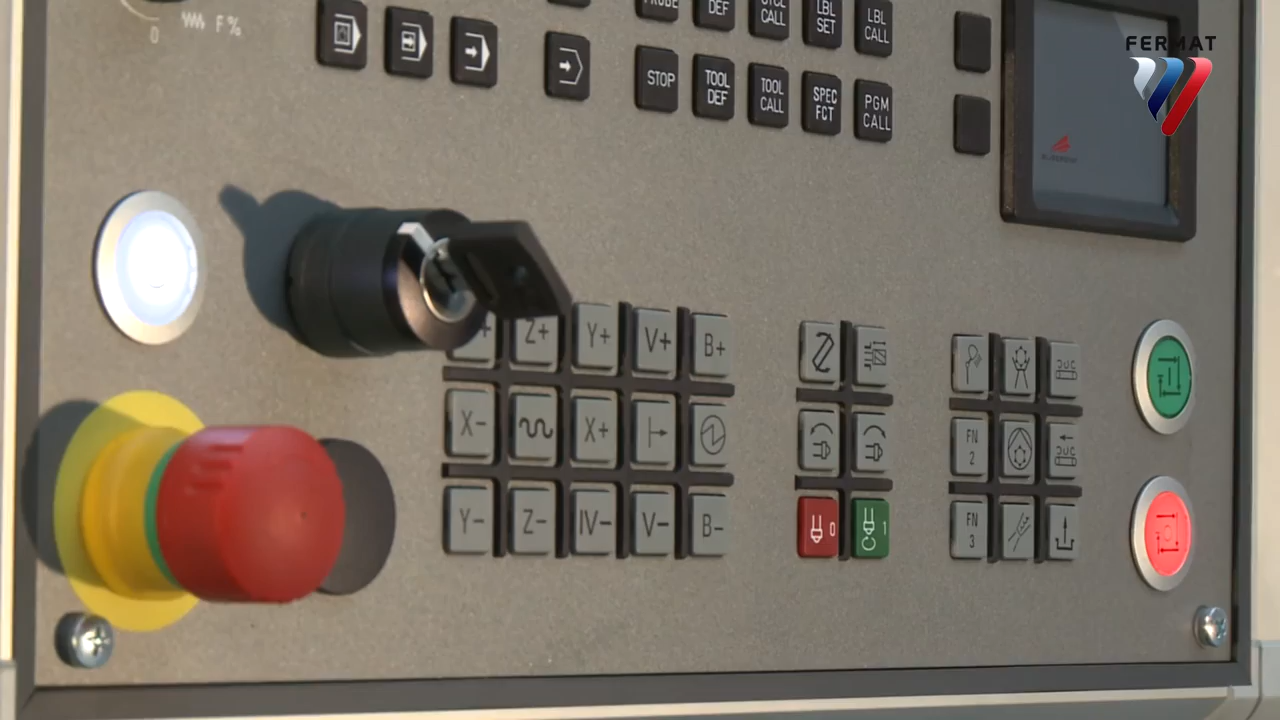 FERMAT
F %
0
DEF
CALL
LBL
SET
LBL
CALL
STOP
TOOL
DEF
TOOL
CALL
SPEC
FCT
PGM
CALL
Z+
Y+
V+
B+
X-
X+
Y-
Z-
IV-
V-
B-
0
1
FN
2
FN
3